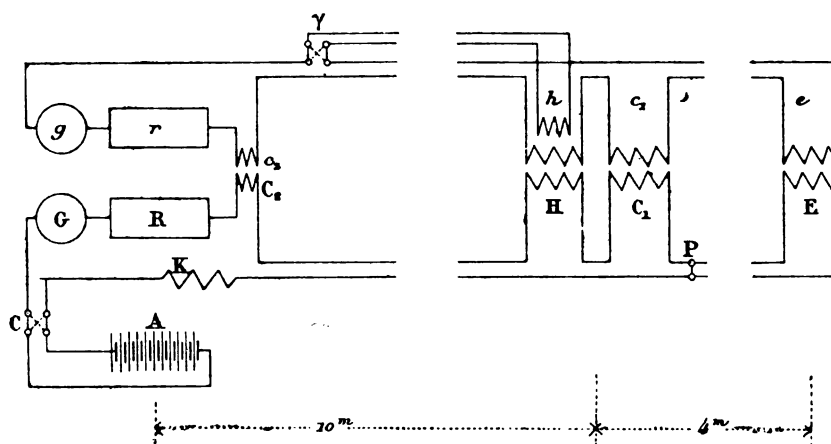 γ
h c₁ e
g r
c₂
C₂
G R H C₁ E
K P
C A
10ᵐ 4ᵐ